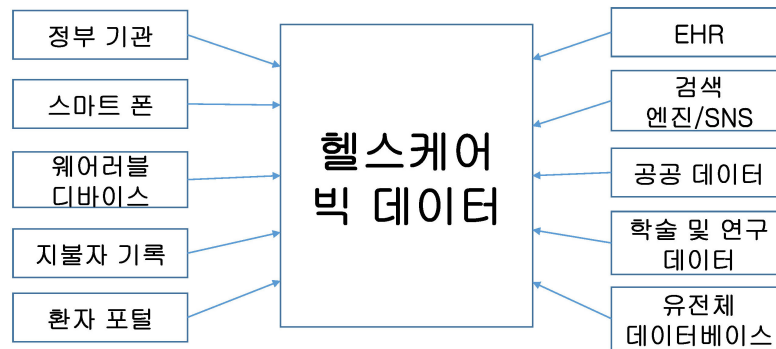 정부 기관
스마트 폰
웨어러블
디바이스
지불자 기록
환자 포털
헬스케어
빅 데이터
EHR
검색
엔진/SNS
공공 데이터
학술 및 연구
데이터
유전체
데이터베이스